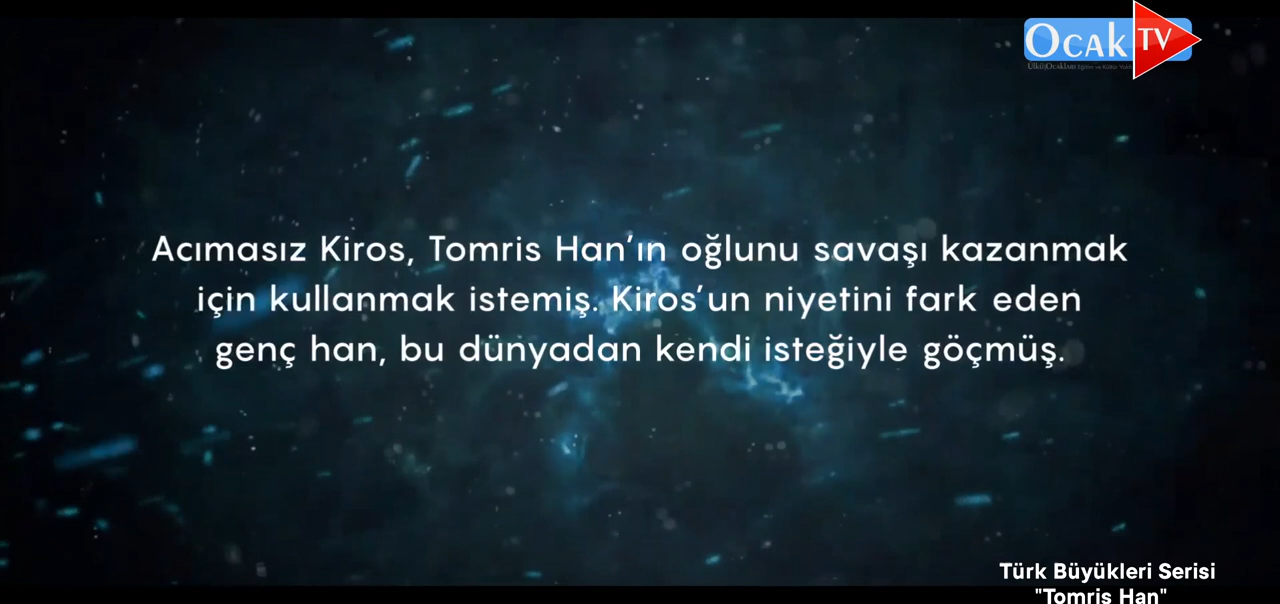 Ocak TV
Acımasız Kiros, Tomris Han'ın oğlunu savaşı kazanmak
için kullanmak istemiş. Kiros'un niyetini fark eden
genç han, bu dünyadan kendi isteğiyle göçmüş.
Türk Büyükleri Serisi
"Tomris Han"